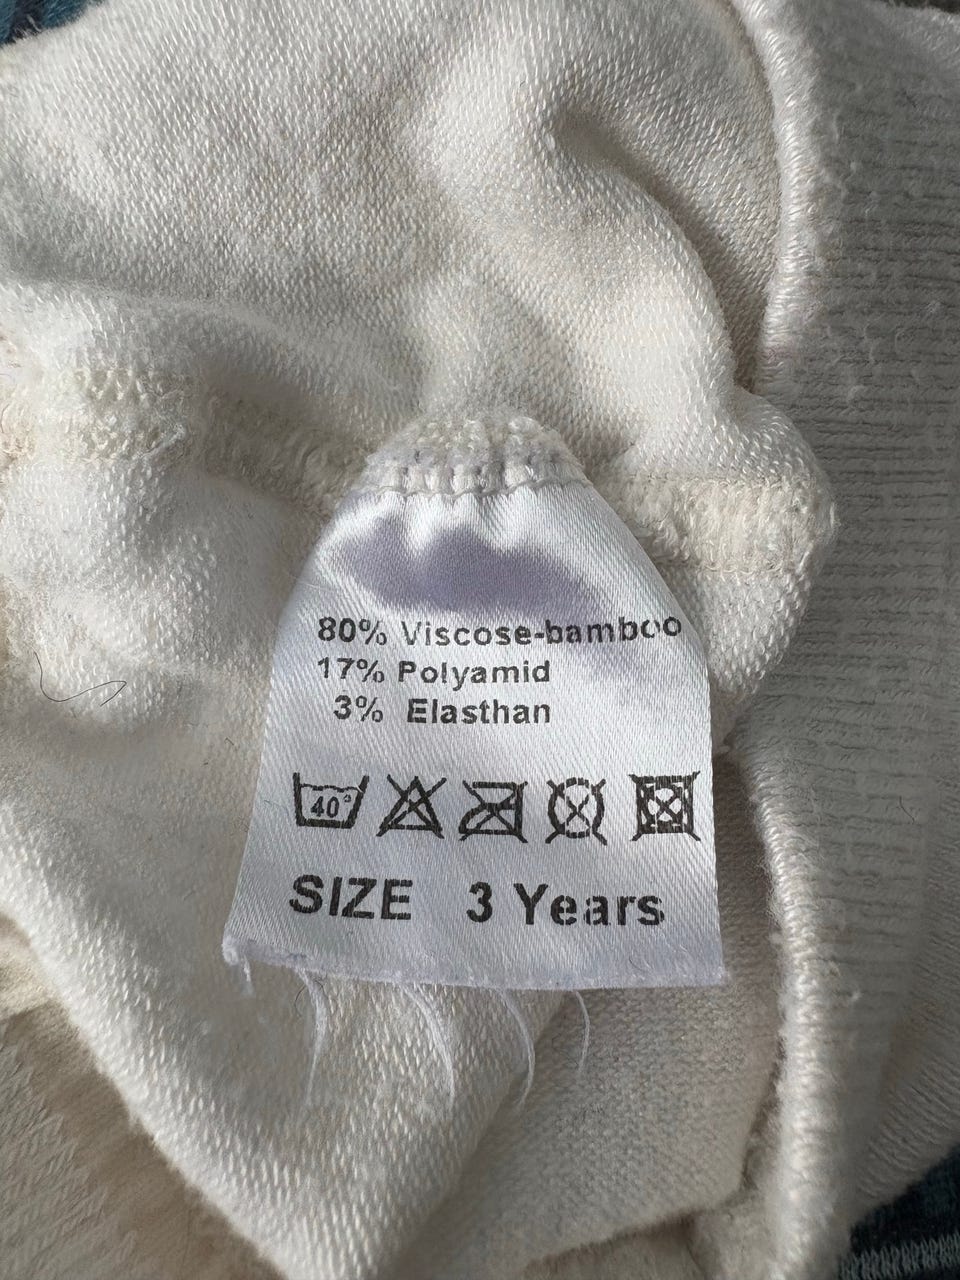 80% Viscose-bamboo
17% Polyamid
3% Elasthan
40°
SIZE 3 Years